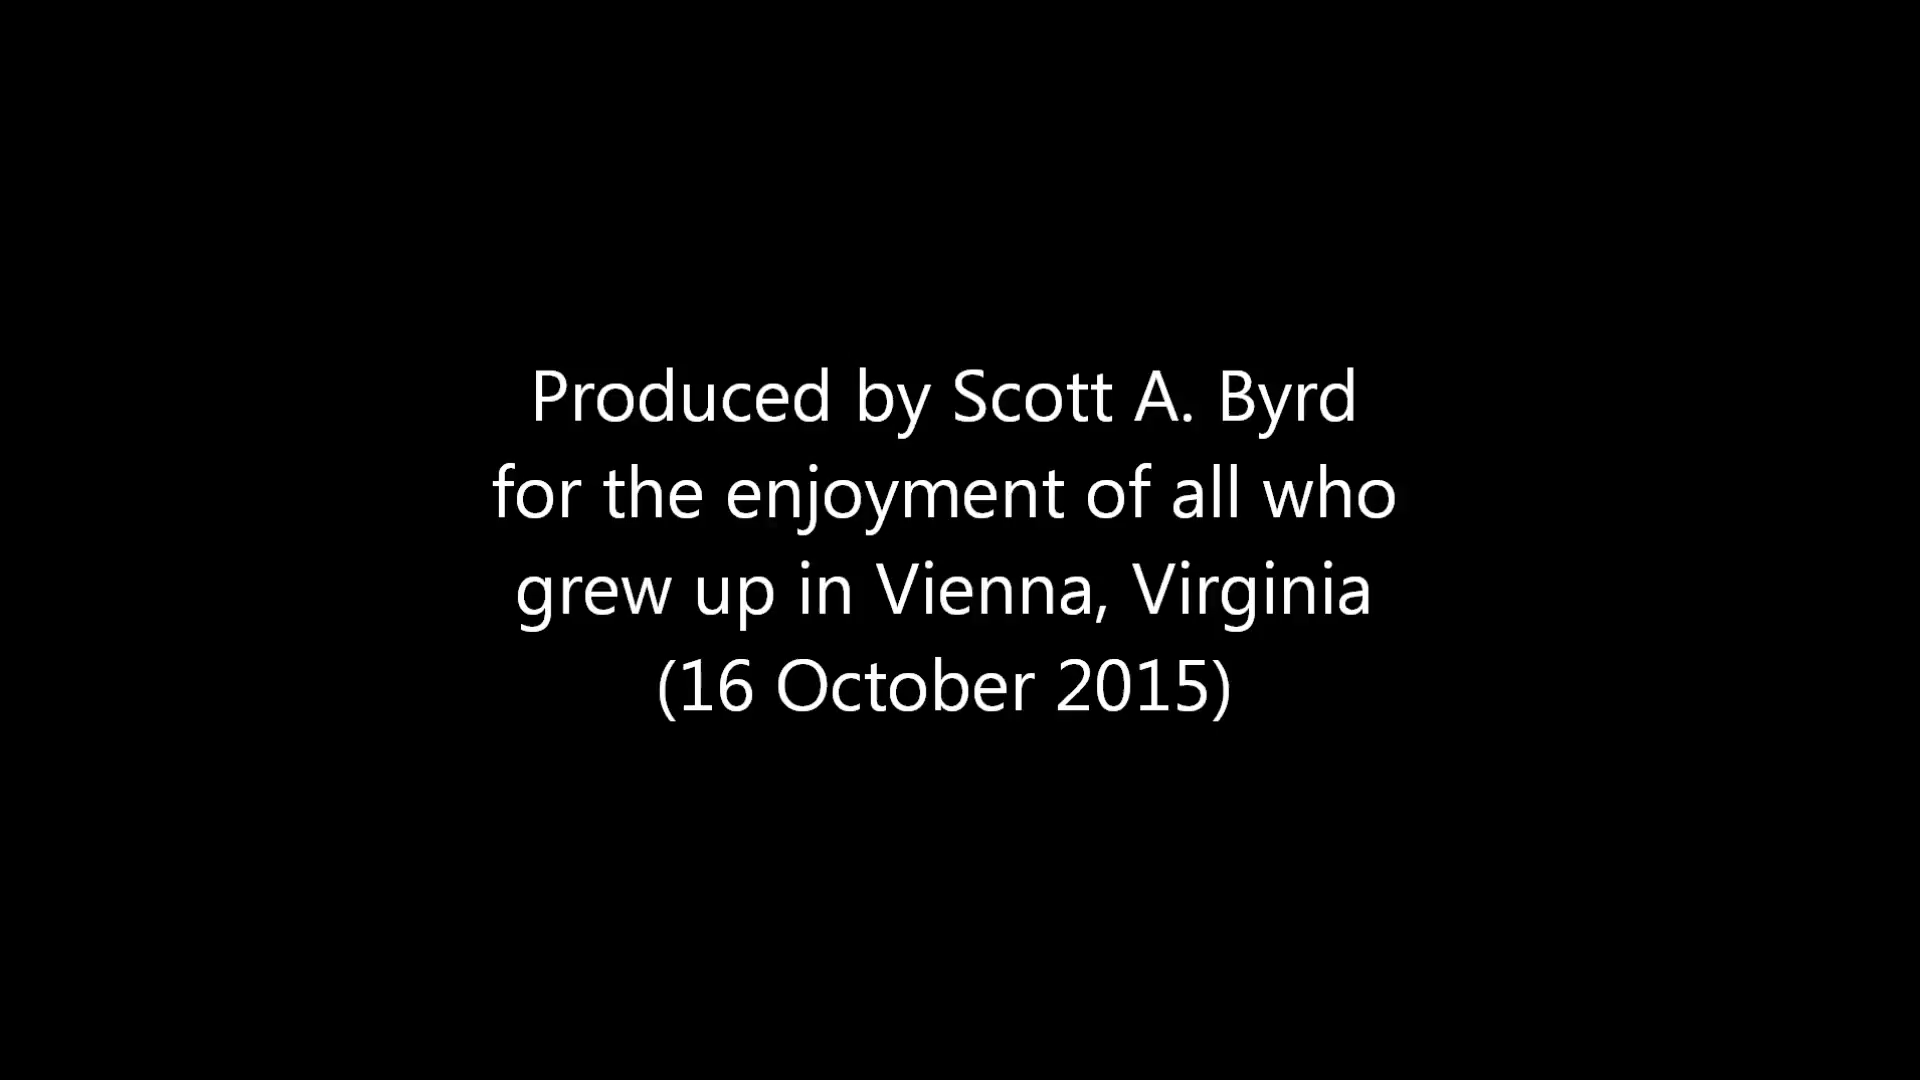 Produced by Scott A. Byrd
for the enjoyment of all who
grew up in Vienna, Virginia
(16 October 2015)